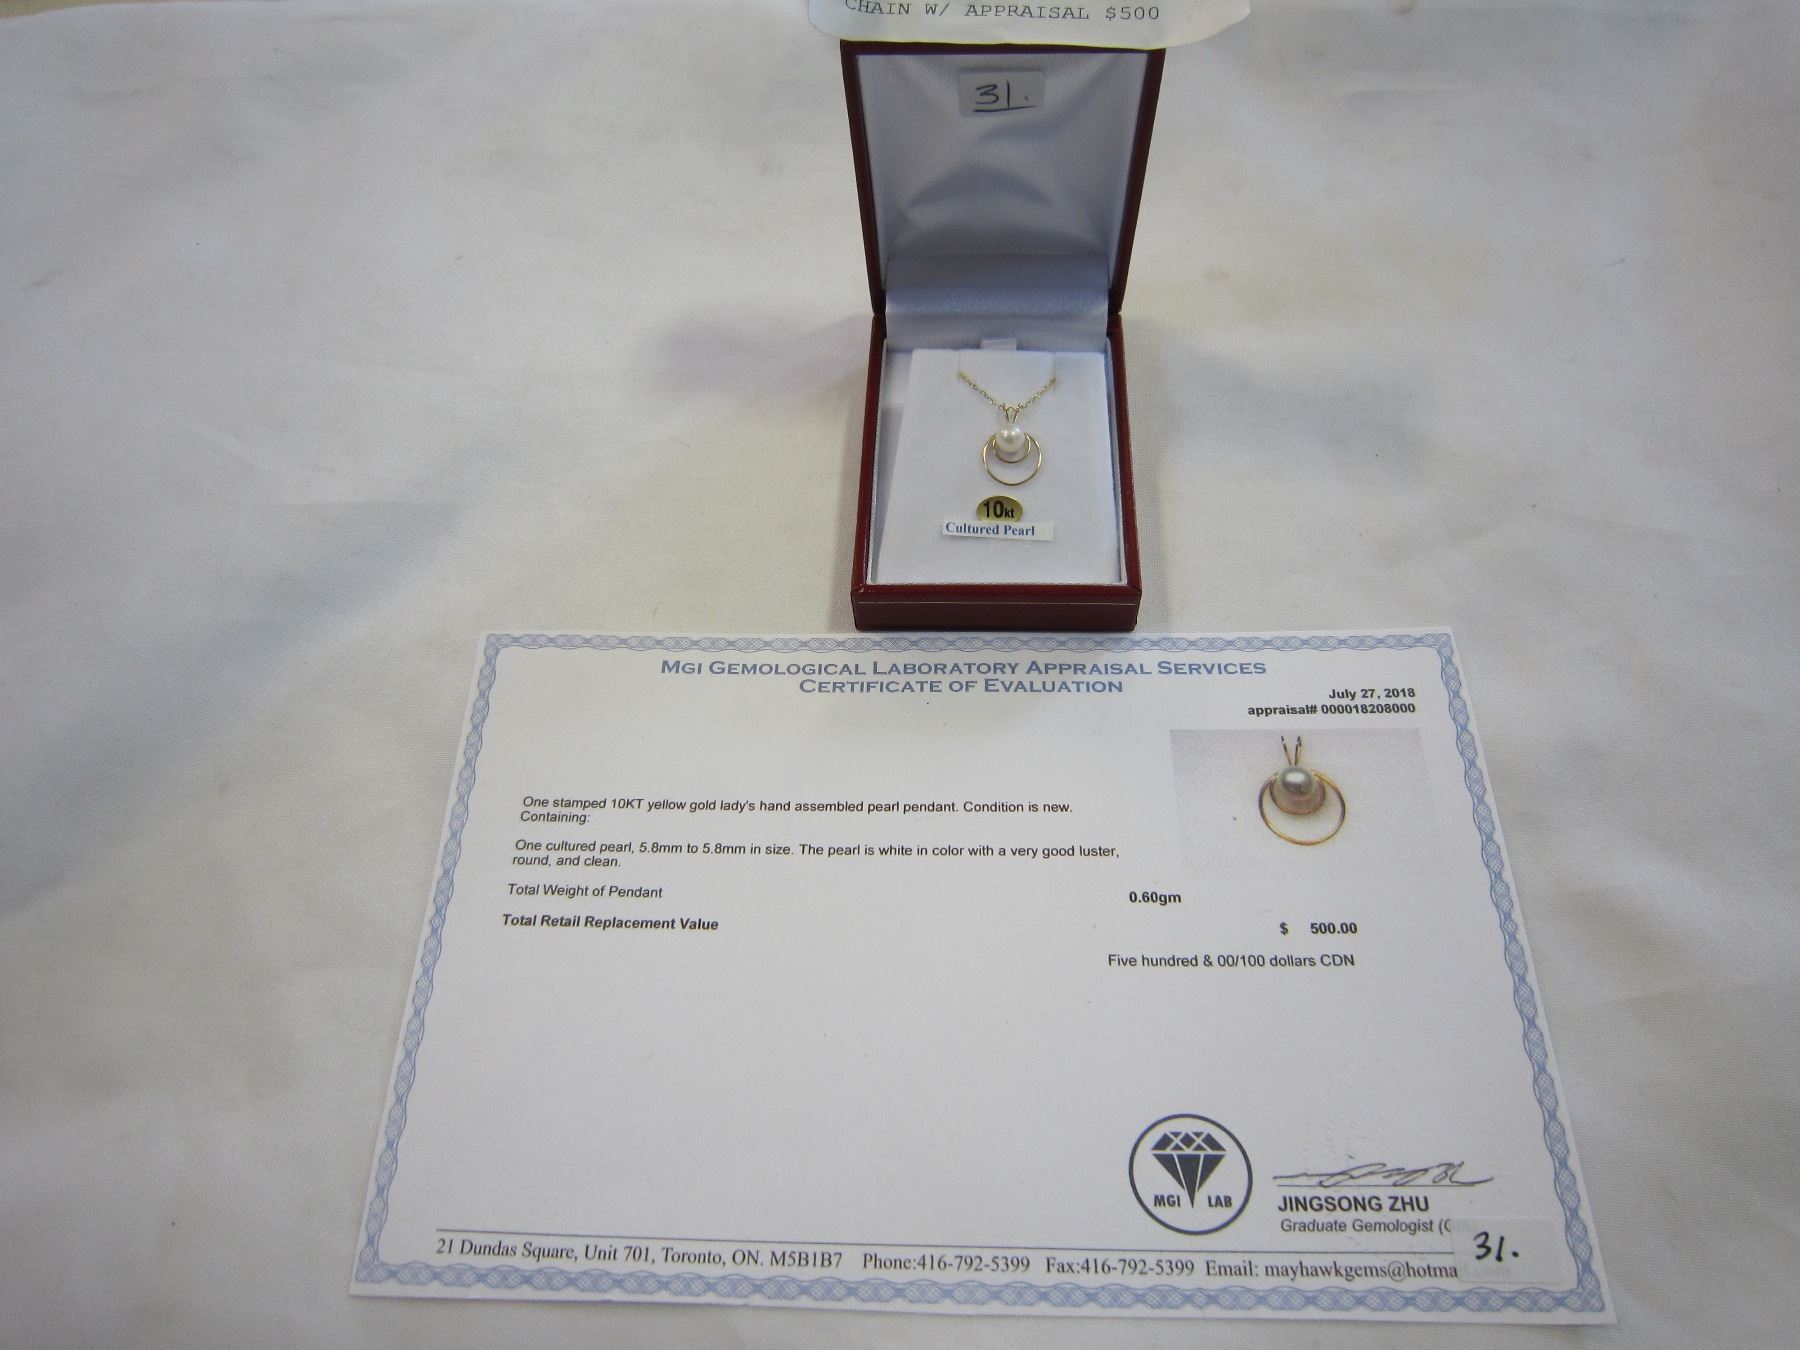 CHAIN W/ APPRAISAL $500
31.
10kt
Cultured Pearl
MGI GEMOLOGICAL LABORATORY APPRAISAL SERVICES
CERTIFICATE OF EVALUATION
July 27, 2018
appraisal# 000018208000
One stamped 10KT yellow gold lady's hand assembled pearl pendant. Condition is new.
Containing:
One cultured pearl, 5.8mm to 5.8mm in size. The pearl is white in color with a very good luster,
round, and clean.
Total Weight of Pendant 0.60gm
Total Retail Replacement Value $ 500.00
Five hundred & 00/100 dollars CDN
MGI LAB
JINGSONG ZHU
Graduate Gemologist (
31.
21 Dundas Square, Unit 701, Toronto, ON. M5B1B7 Phone:416-792-5399 Fax:416-792-5399 Email: mayhawkgems@hotma